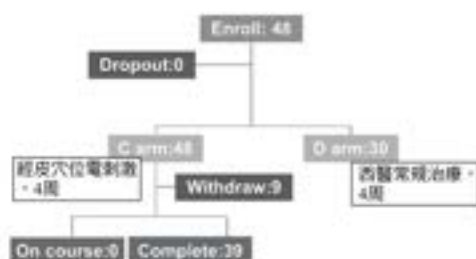 Enroll: 48
Dropout:0
C arm:48
D arm:30
經皮穴位電刺激
，4周
西醫常規治療，
4周
Withdraw:9
On course:0
Complete:39